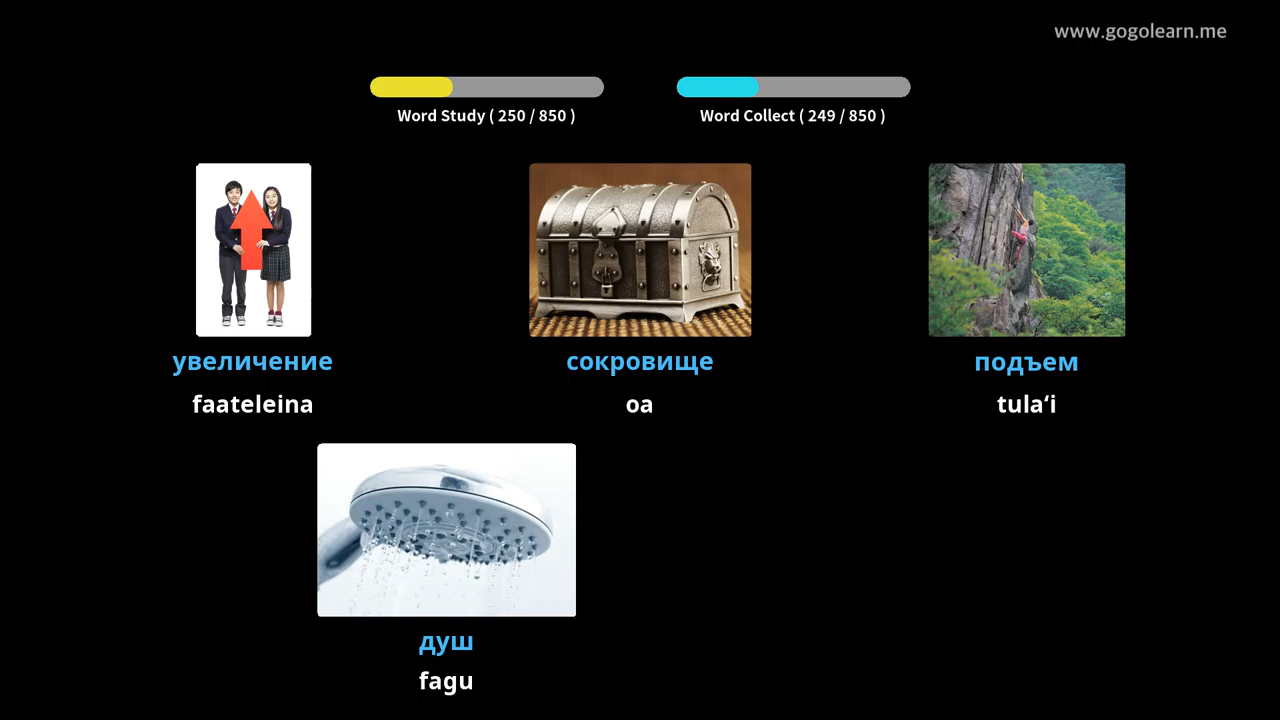 www.gogolearn.me
Word Study ( 250 / 850 )
Word Collect ( 249 / 850 )
увеличение
faateleina
сокровище
oa
подъем
tula‘i
душ
fagu